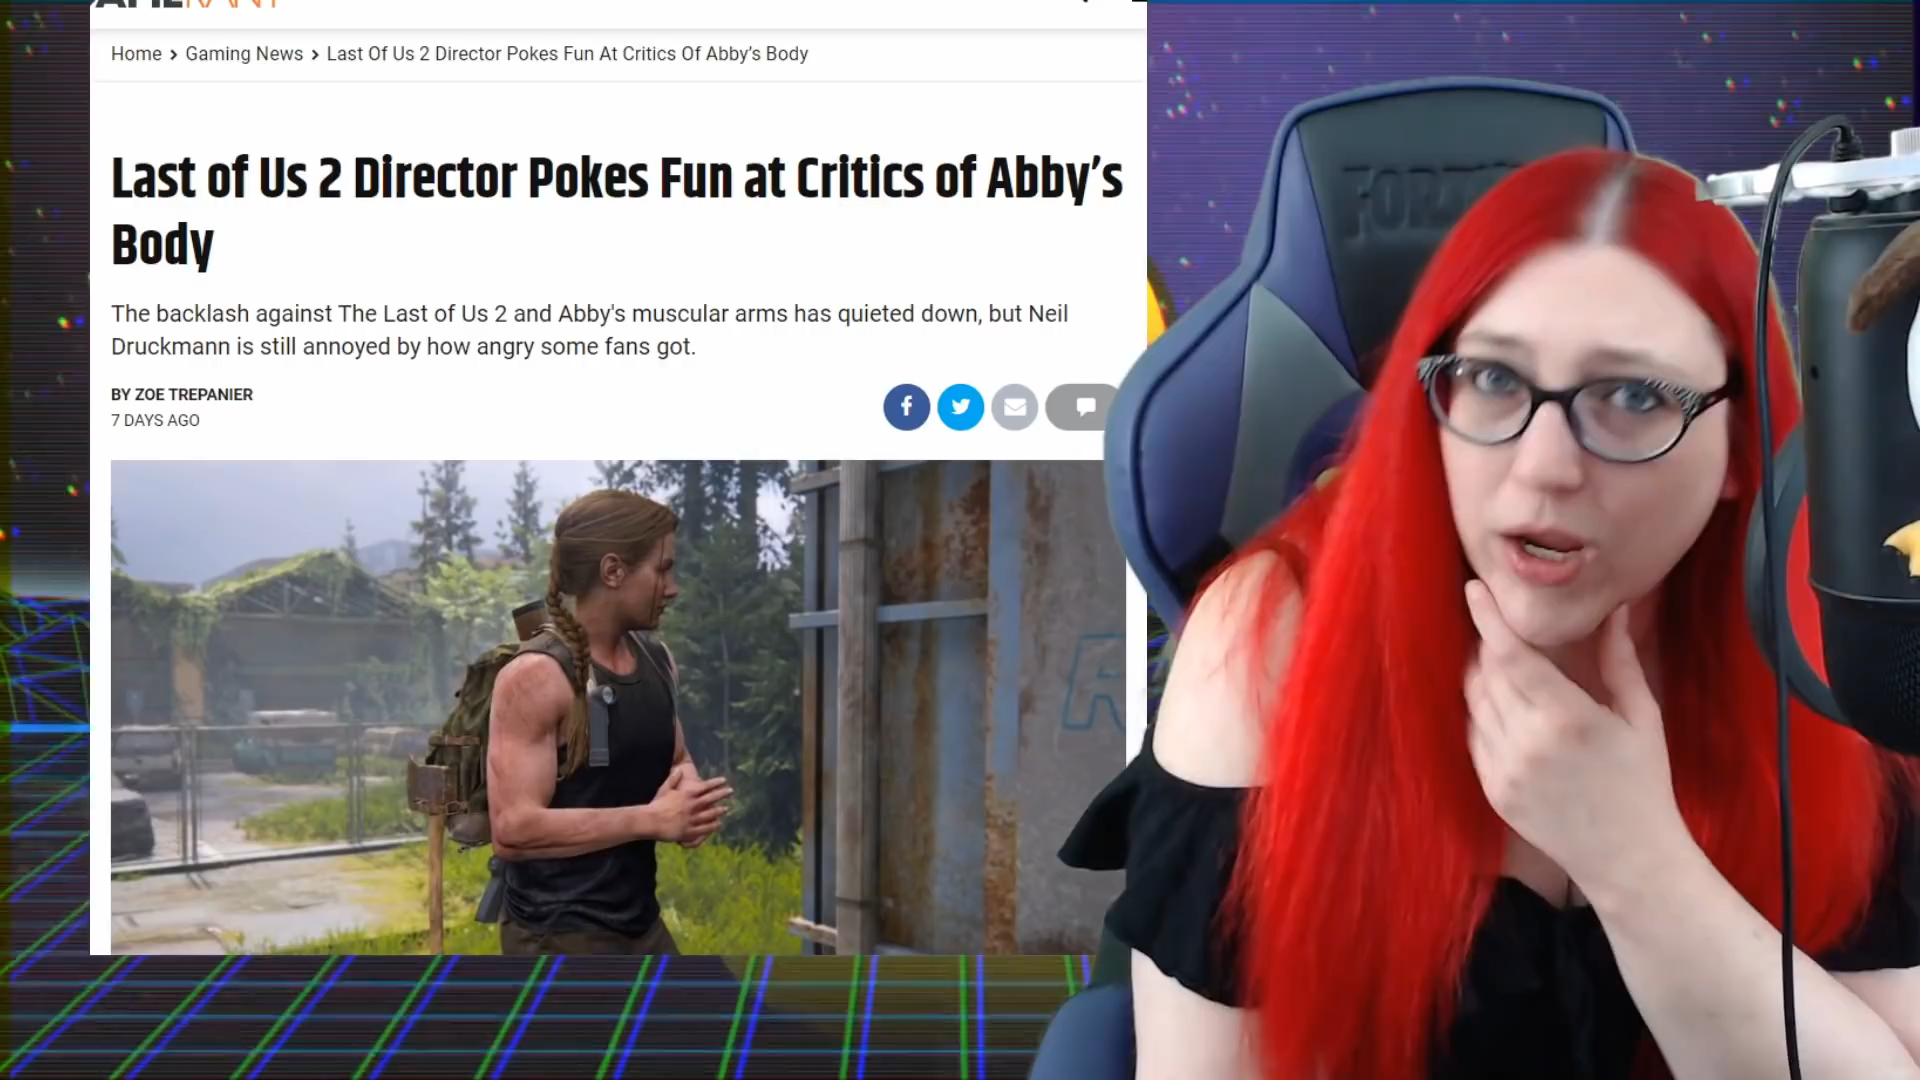 Home > Gaming News > Last Of Us 2 Director Pokes Fun At Critics Of Abby’s Body
Last of Us 2 Director Pokes Fun at Critics of Abby’s
Body
The backlash against The Last of Us 2 and Abby's muscular arms has quieted down, but Neil
Druckmann is still annoyed by how angry some fans got.
BY ZOE TREPANIER
7 DAYS AGO